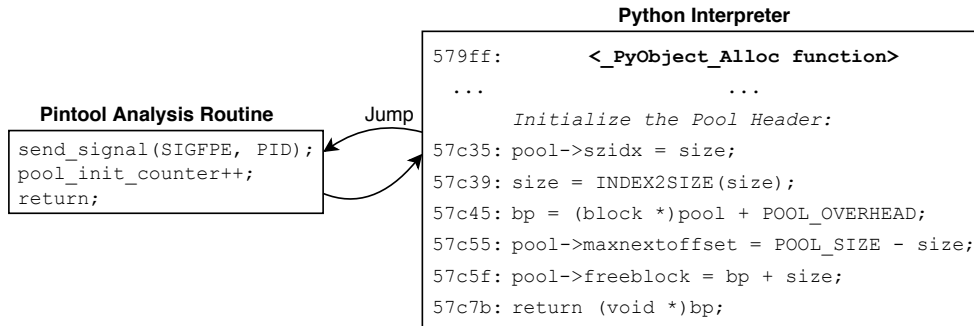 Python Interpreter
579ff: <_PyObject_Alloc function>
... ...
Initialize the Pool Header:
57c35: pool->szidx = size;
57c39: size = INDEX2SIZE(size);
57c45: bp = (block *)pool + POOL_OVERHEAD;
57c55: pool->maxnextoffset = POOL_SIZE - size;
57c5f: pool->freeblock = bp + size;
57c7b: return (void *)bp;
Jump
Pintool Analysis Routine
send_signal(SIGFPE, PID);
pool_init_counter++;
return;